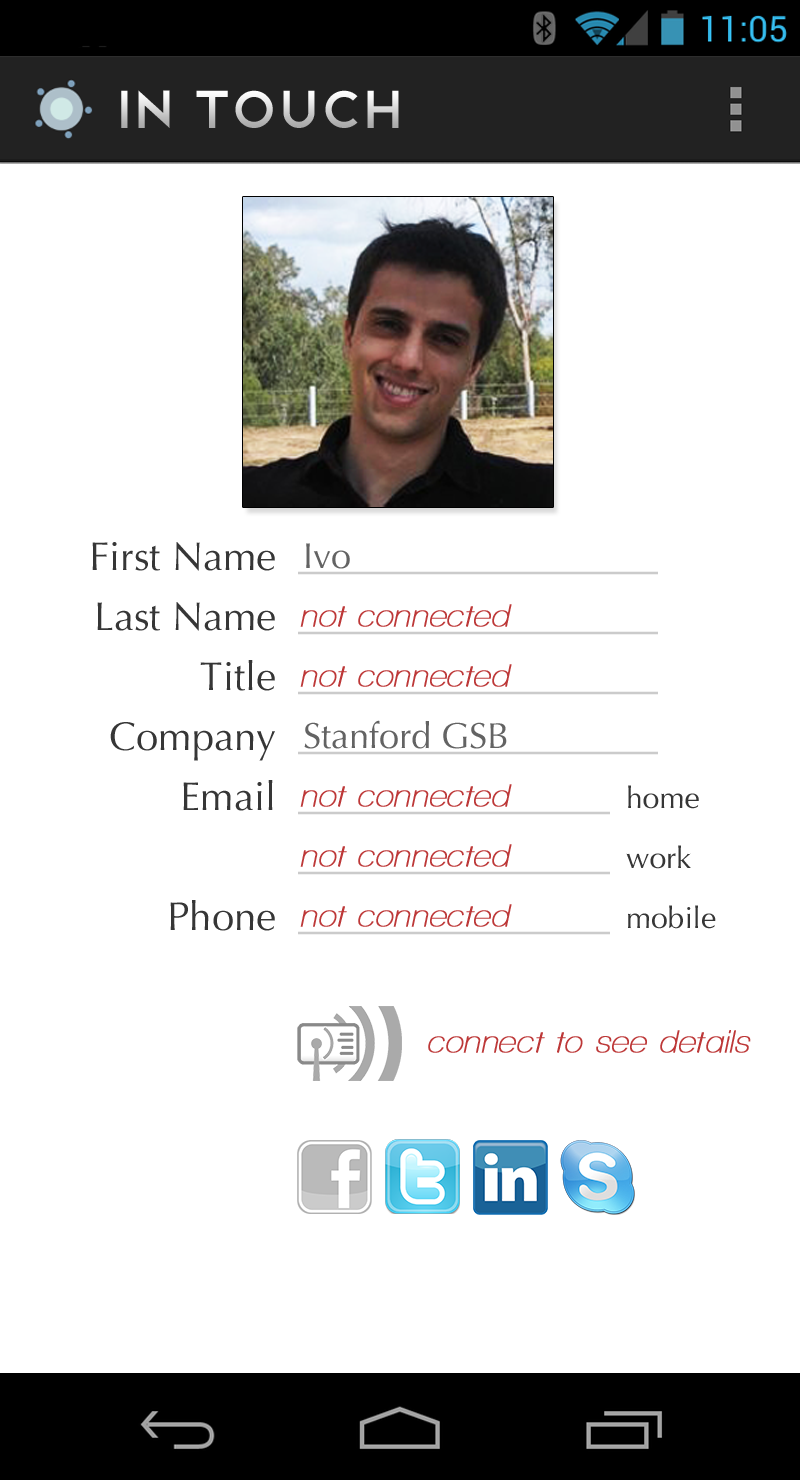 11:05
IN TOUCH
First Name Ivo
Last Name not connected
Title not connected
Company Stanford GSB
Email not connected home
not connected work
Phone not connected mobile
connect to see details
f t in S